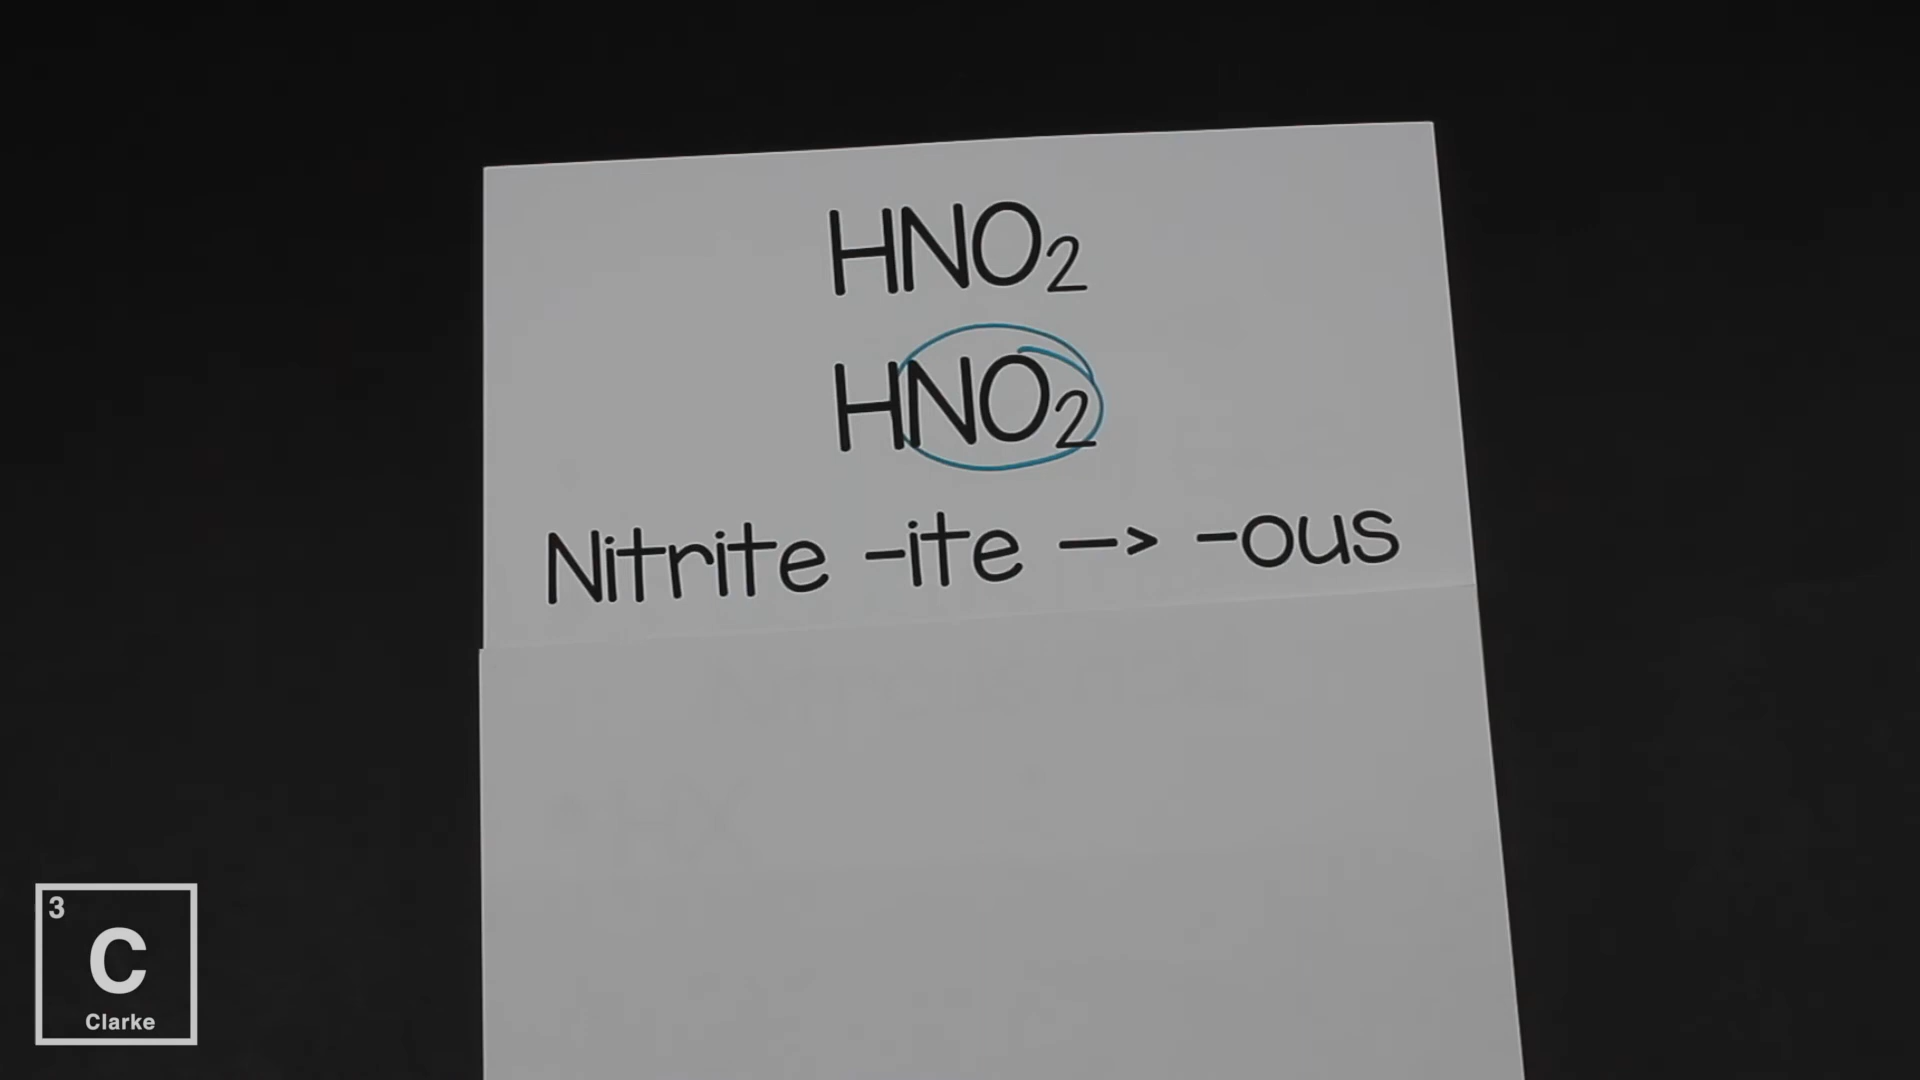 HNO2
HNO2
Nitrite -ite —> -ous
3
C
Clarke